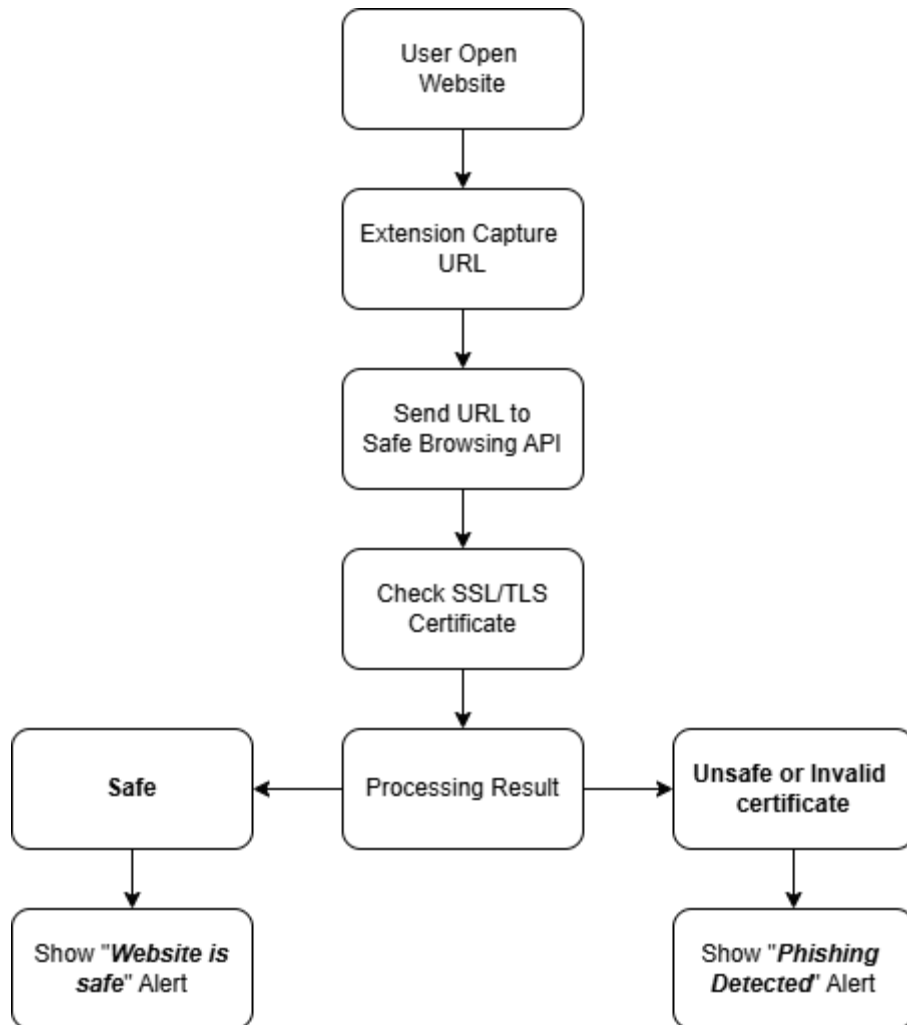 User Open
Website
Extension Capture
URL
Send URL to
Safe Browsing API
Check SSL/TLS
Certificate
Safe
Processing Result
Unsafe or Invalid
certificate
Show "Website is
safe" Alert
Show "Phishing
Detected" Alert